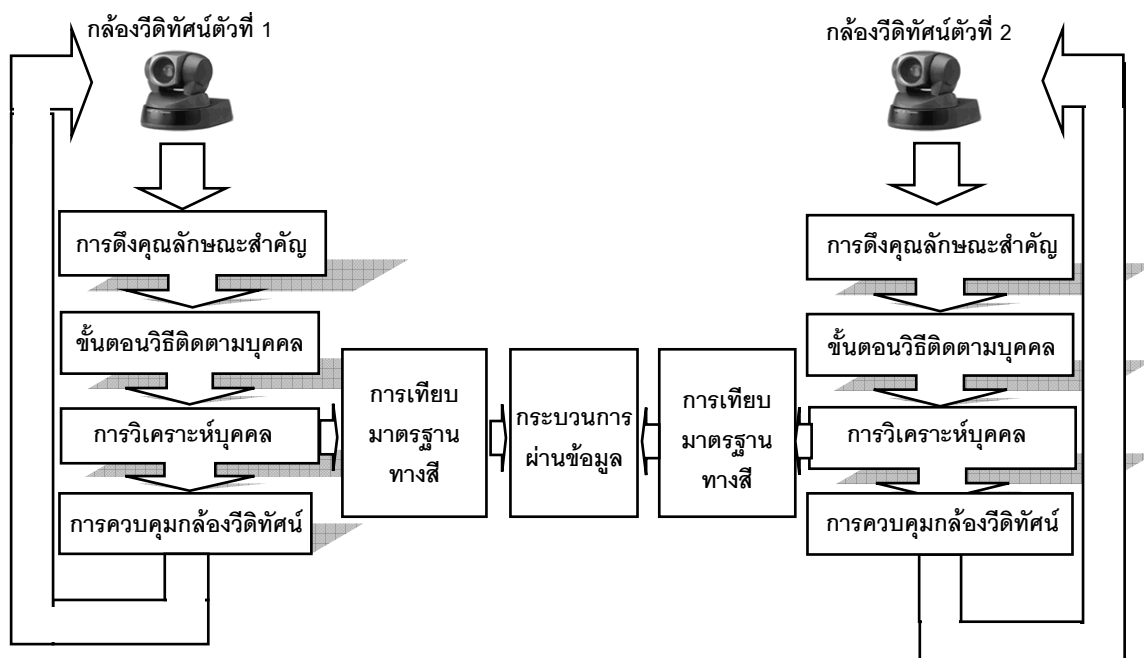 กล้องวีดิทัศน์ตัวที่ 1
กล้องวีดิทัศน์ตัวที่ 2
การดึงคุณลักษณะสำคัญ
การดึงคุณลักษณะสำคัญ
ขั้นตอนวิธีติดตามบุคคล
ขั้นตอนวิธีติดตามบุคคล
การวิเคราะห์บุคคล
การเทียบ
มาตรฐาน
ทางสี
กระบวนการ
ผ่านข้อมูล
การเทียบ
มาตรฐาน
ทางสี
การวิเคราะห์บุคคล
การควบคุมกล้องวีดิทัศน์
การควบคุมกล้องวีดิทัศน์